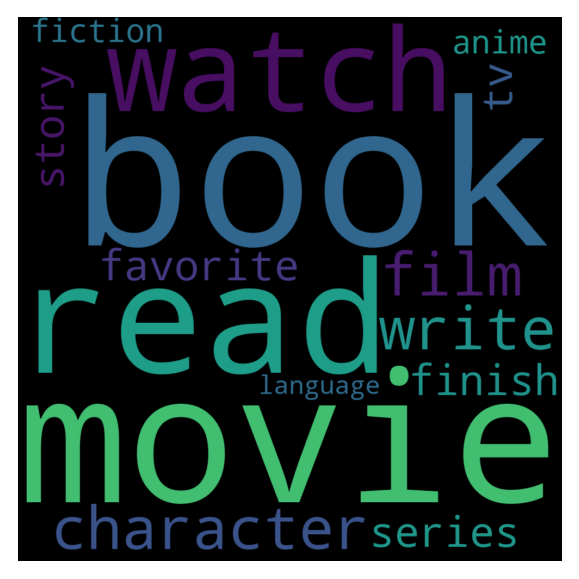 fiction
watch
anime
story
tv
book
favorite
film
read
write
language
finish
movie
character
series